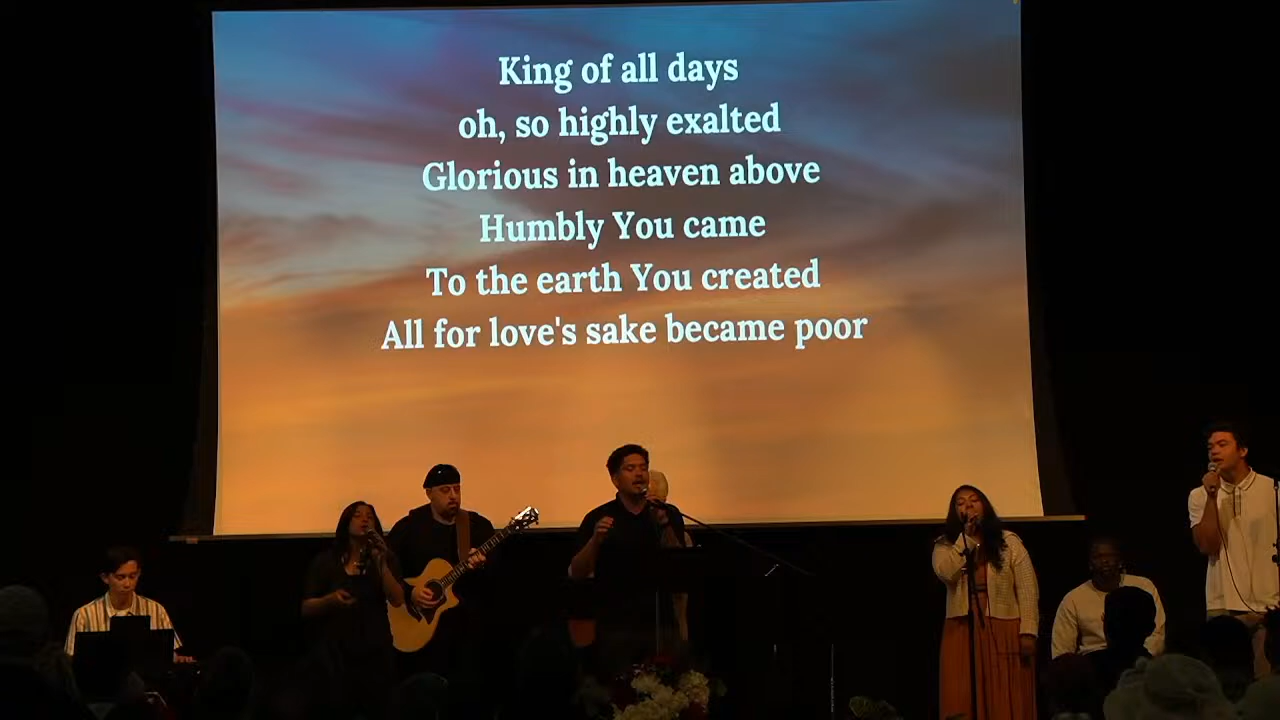 King of all days
oh, so highly exalted
Glorious in heaven above
Humbly You came
To the earth You created
All for love's sake became poor